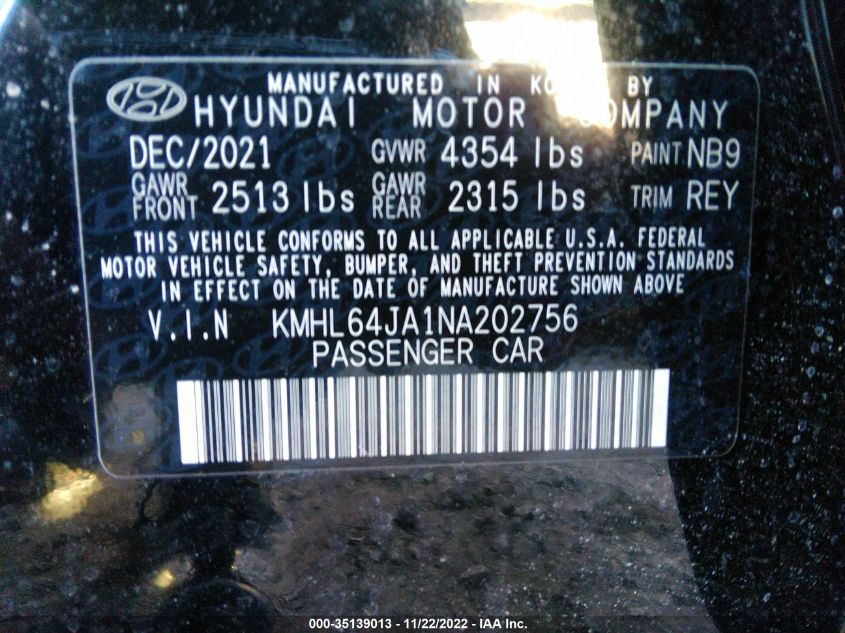 MANUFACTURED IN KO BY
HYUNDAI MOTOR COMPANY
DEC/2021 GVWR 4354 lbs PAINT NB9
GAWR FRONT 2513 lbs GAWR REAR 2315 lbs TRIM REY
THIS VEHICLE CONFORMS TO ALL APPLICABLE U.S.A. FEDERAL
MOTOR VEHICLE SAFETY, BUMPER, AND THEFT PREVENTION STANDARDS
IN EFFECT ON THE DATE OF MANUFACTURE SHOWN ABOVE
V.I.N KMHL64JA1NA202756
PASSENGER CAR
000-35139013 - 11/22/2022 - IAA Inc.